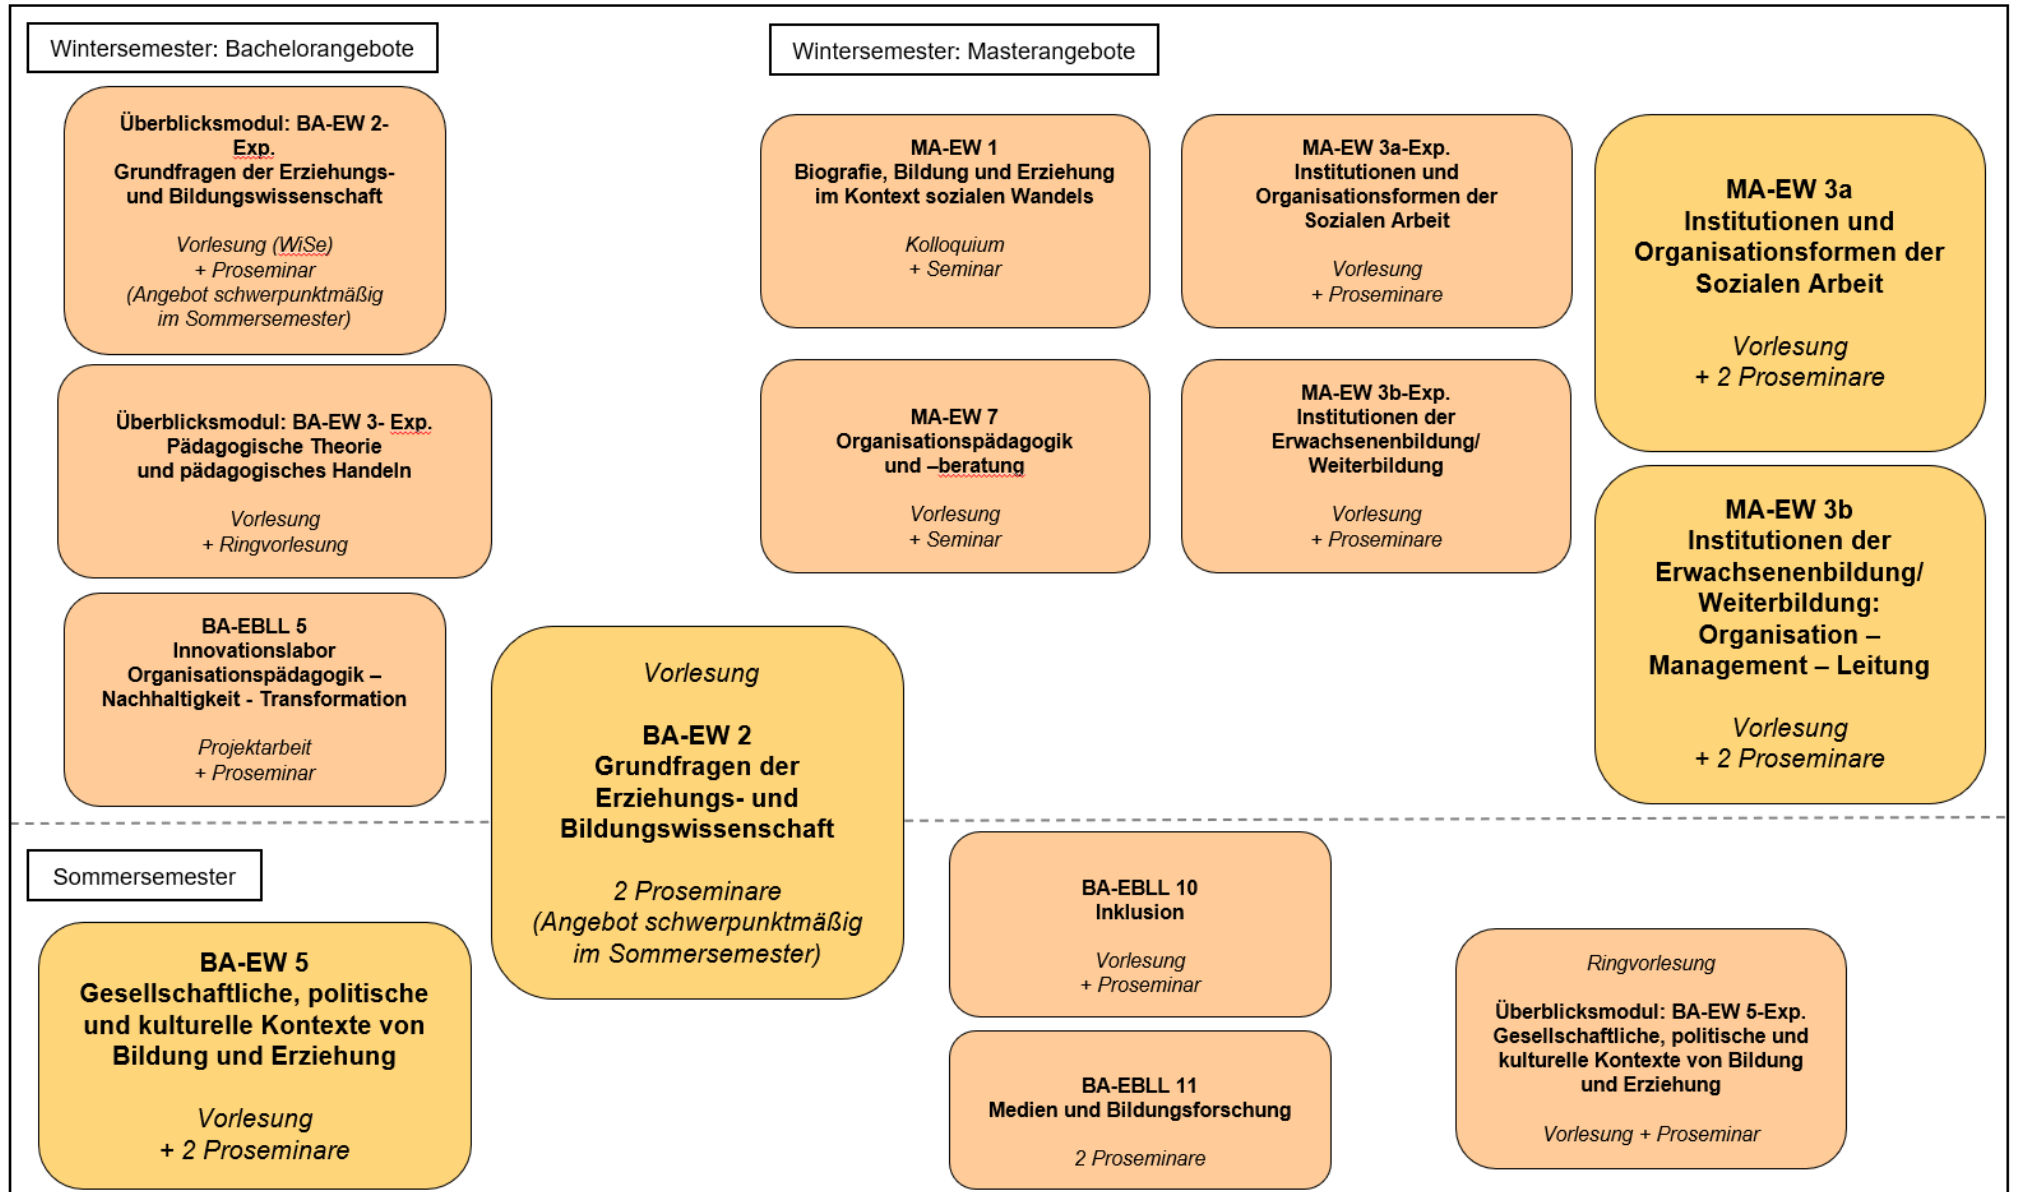 Wintersemester: Bachelorangebote
Überblicksmodul: BA-EW 2-
Exp.
Grundfragen der Erziehungs-
und Bildungswissenschaft
Vorlesung (WiSe)
+ Proseminar
(Angebot schwerpunktmäßig
im Sommersemester)
Überblicksmodul: BA-EW 3- Exp.
Pädagogische Theorie
und pädagogisches Handeln
Vorlesung
+ Ringvorlesung
BA-EBLL 5
Innovationslabor
Organisationspädagogik –
Nachhaltigkeit - Transformation
Projektarbeit
+ Proseminar
Wintersemester: Masterangebote
MA-EW 1
Biografie, Bildung und Erziehung
im Kontext sozialen Wandels
Kolloquium
+ Seminar
MA-EW 3a-Exp.
Institutionen und
Organisationsformen der
Sozialen Arbeit
Vorlesung
+ Proseminare
MA-EW 3a
Institutionen und
Organisationsformen der
Sozialen Arbeit
Vorlesung
+ 2 Proseminare
MA-EW 7
Organisationspädagogik
und –beratung
Vorlesung
+ Seminar
MA-EW 3b-Exp.
Institutionen der
Erwachsenenbildung/
Weiterbildung
Vorlesung
+ Proseminare
MA-EW 3b
Institutionen der
Erwachsenenbildung/
Weiterbildung:
Organisation –
Management – Leitung
Vorlesung
+ 2 Proseminare
Vorlesung
BA-EW 2
Grundfragen der
Erziehungs- und
Bildungswissenschaft
2 Proseminare
(Angebot schwerpunktmäßig
im Sommersemester)
Sommersemester
BA-EW 5
Gesellschaftliche, politische
und kulturelle Kontexte von
Bildung und Erziehung
Vorlesung
+ 2 Proseminare
BA-EBLL 10
Inklusion
Vorlesung
+ Proseminar
BA-EBLL 11
Medien und Bildungsforschung
2 Proseminare
Ringvorlesung
Überblicksmodul: BA-EW 5-Exp.
Gesellschaftliche, politische und
kulturelle Kontexte von Bildung
und Erziehung
Vorlesung + Proseminar